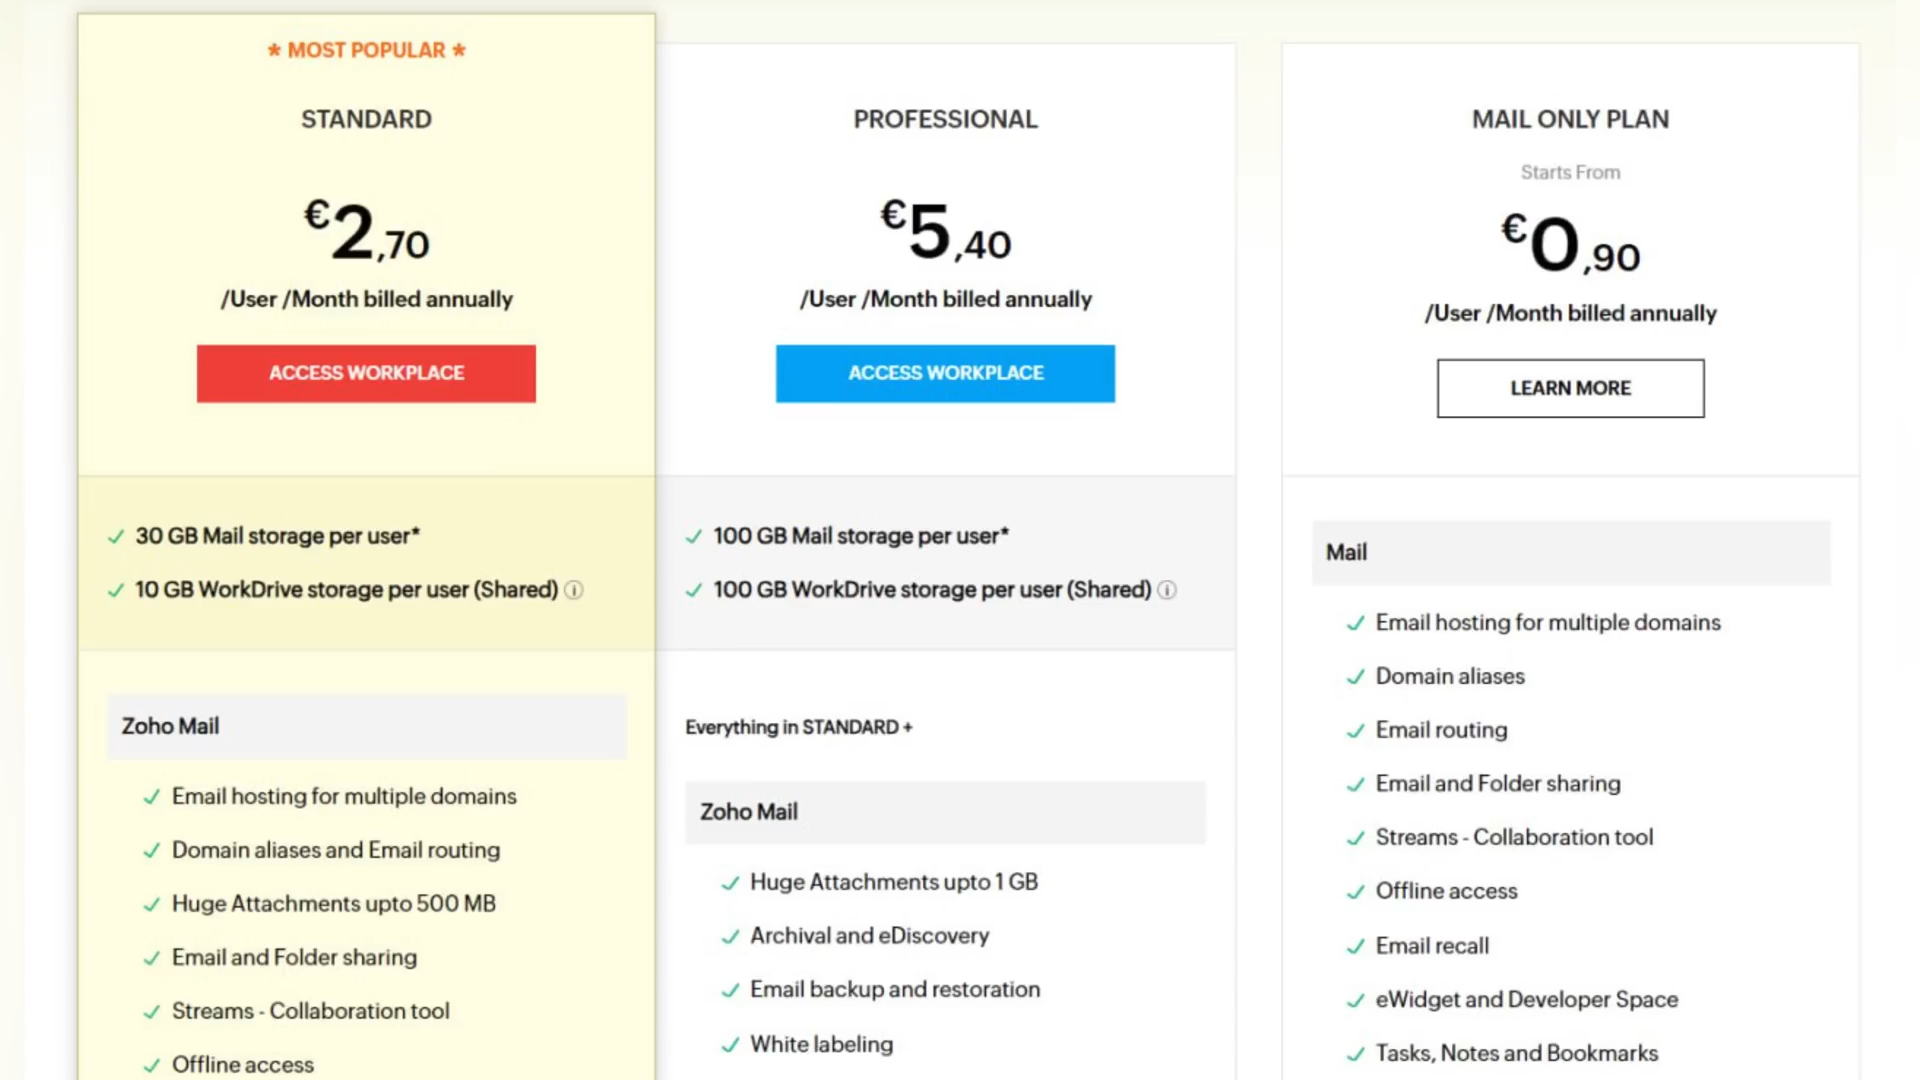 * MOST POPULAR *
STANDARD
€2,70
/User /Month billed annually
ACCESS WORKPLACE
✓ 30 GB Mail storage per user*
✓ 10 GB WorkDrive storage per user (Shared) ⓘ
Zoho Mail
✓ Email hosting for multiple domains
✓ Domain aliases and Email routing
✓ Huge Attachments upto 500 MB
✓ Email and Folder sharing
✓ Streams - Collaboration tool
✓ Offline access
PROFESSIONAL
€5,40
/User /Month billed annually
ACCESS WORKPLACE
✓ 100 GB Mail storage per user*
✓ 100 GB WorkDrive storage per user (Shared) ⓘ
Everything in STANDARD +
Zoho Mail
✓ Huge Attachments upto 1 GB
✓ Archival and eDiscovery
✓ Email backup and restoration
✓ White labeling
MAIL ONLY PLAN
Starts From
€0,90
/User /Month billed annually
LEARN MORE
Mail
✓ Email hosting for multiple domains
✓ Domain aliases
✓ Email routing
✓ Email and Folder sharing
✓ Streams - Collaboration tool
✓ Offline access
✓ Email recall
✓ eWidget and Developer Space
✓ Tasks, Notes and Bookmarks